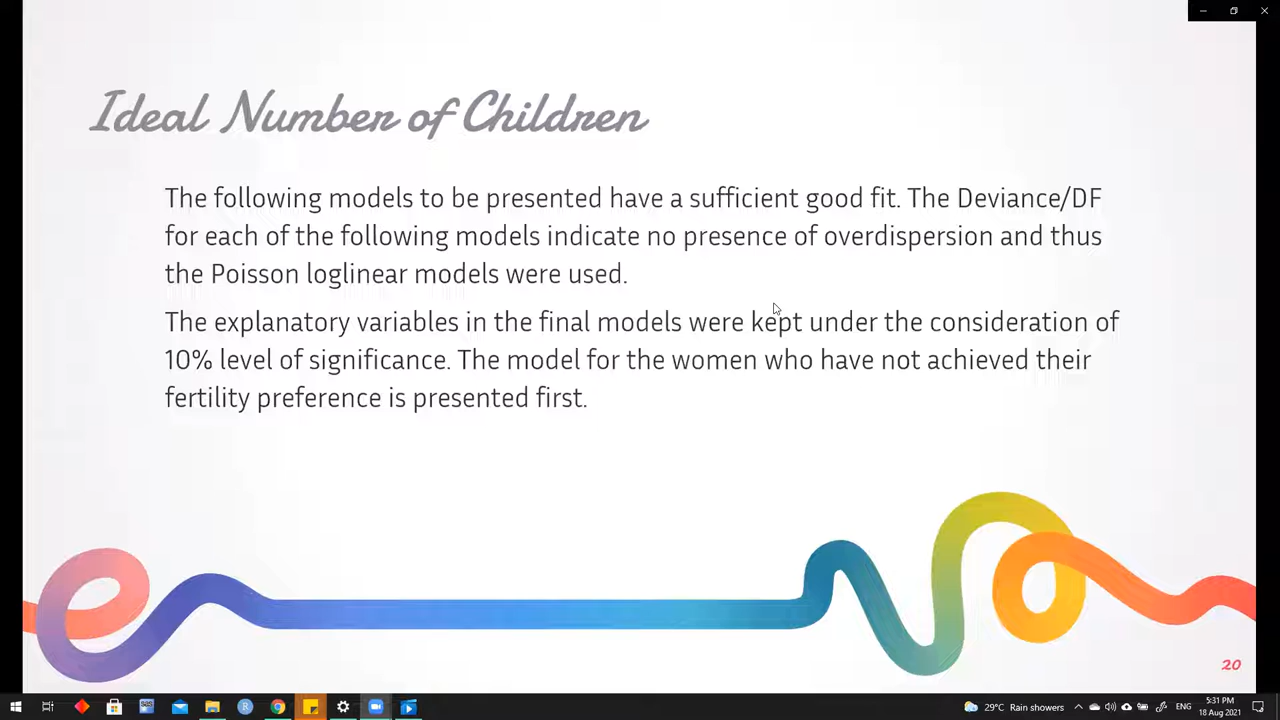 Ideal Number of Children
The following models to be presented have a sufficient good fit. The Deviance/DF
for each of the following models indicate no presence of overdispersion and thus
the Poisson loglinear models were used.
The explanatory variables in the final models were kept under the consideration of
10% level of significance. The model for the women who have not achieved their
fertility preference is presented first.
20
29°C Rain showers
ENG
5:31 PM
18 Aug 2021